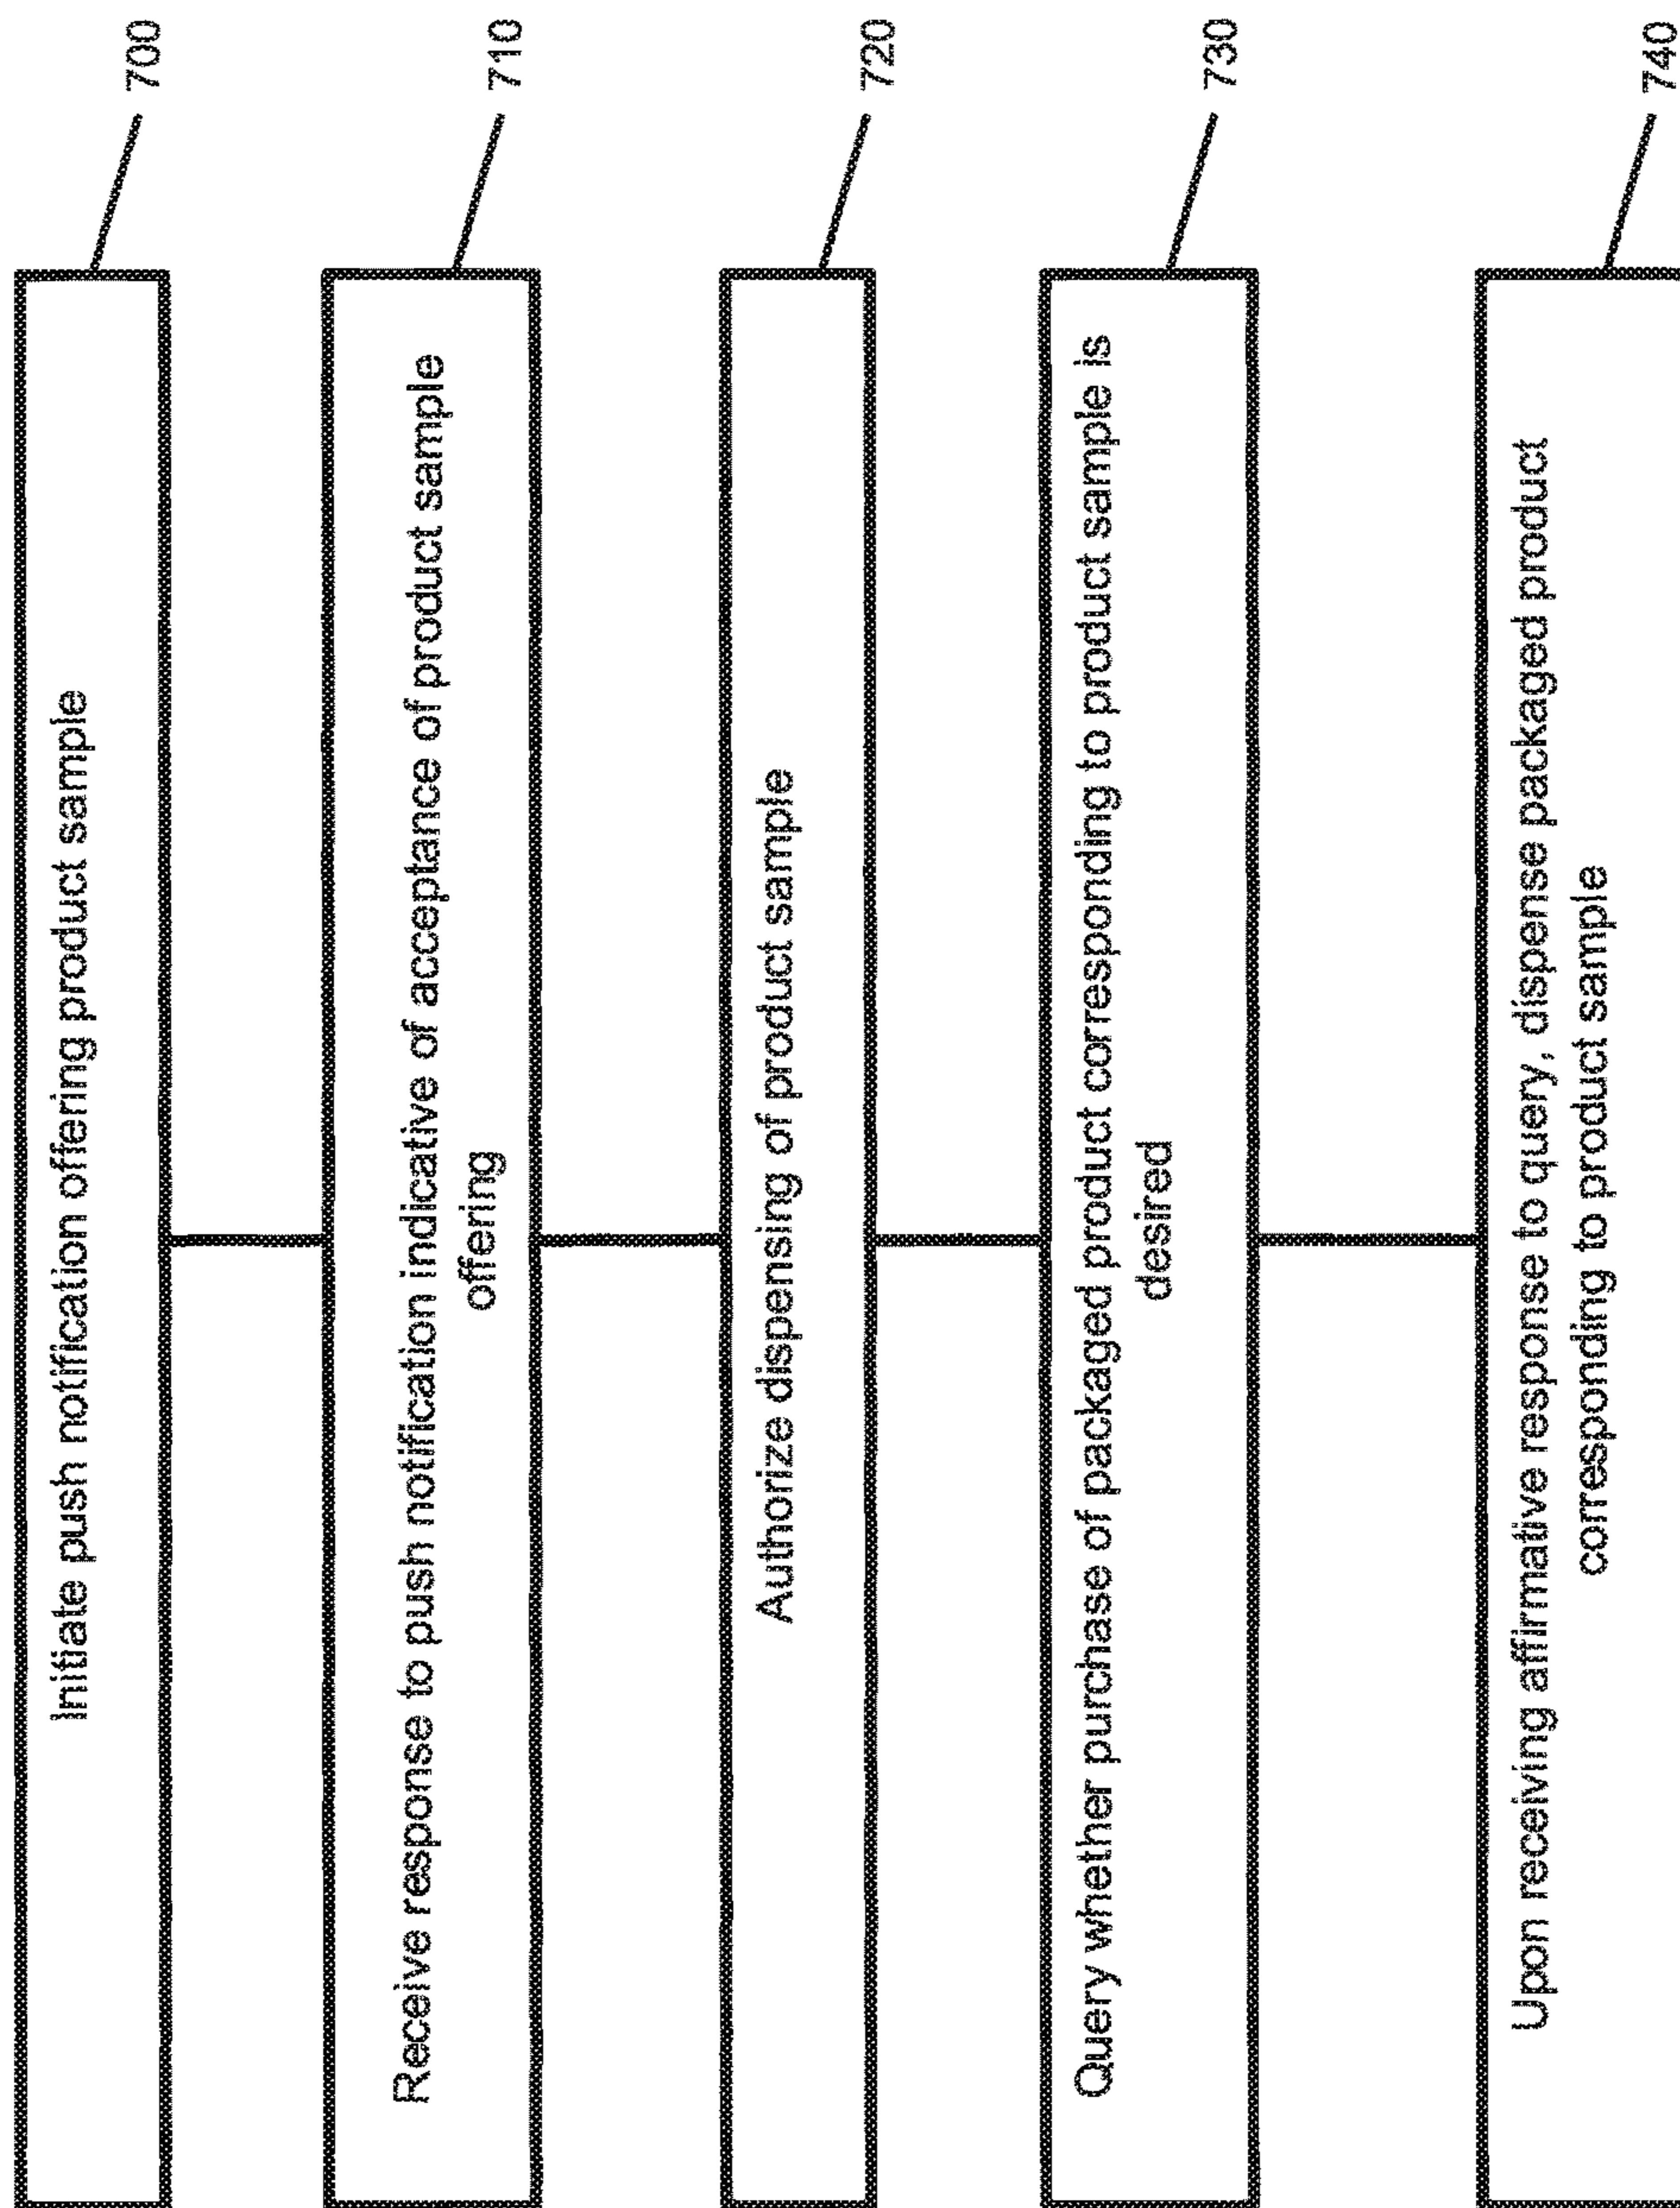 Initiate push notification offering product sample
700
Receive response to push notification indicative of acceptance of product sample
offering
710
Authorize dispensing of product sample
720
Query whether purchase of packaged product corresponding to product sample is
desired
730
Upon receiving affirmative response to query, dispense packaged product
corresponding to product sample
740